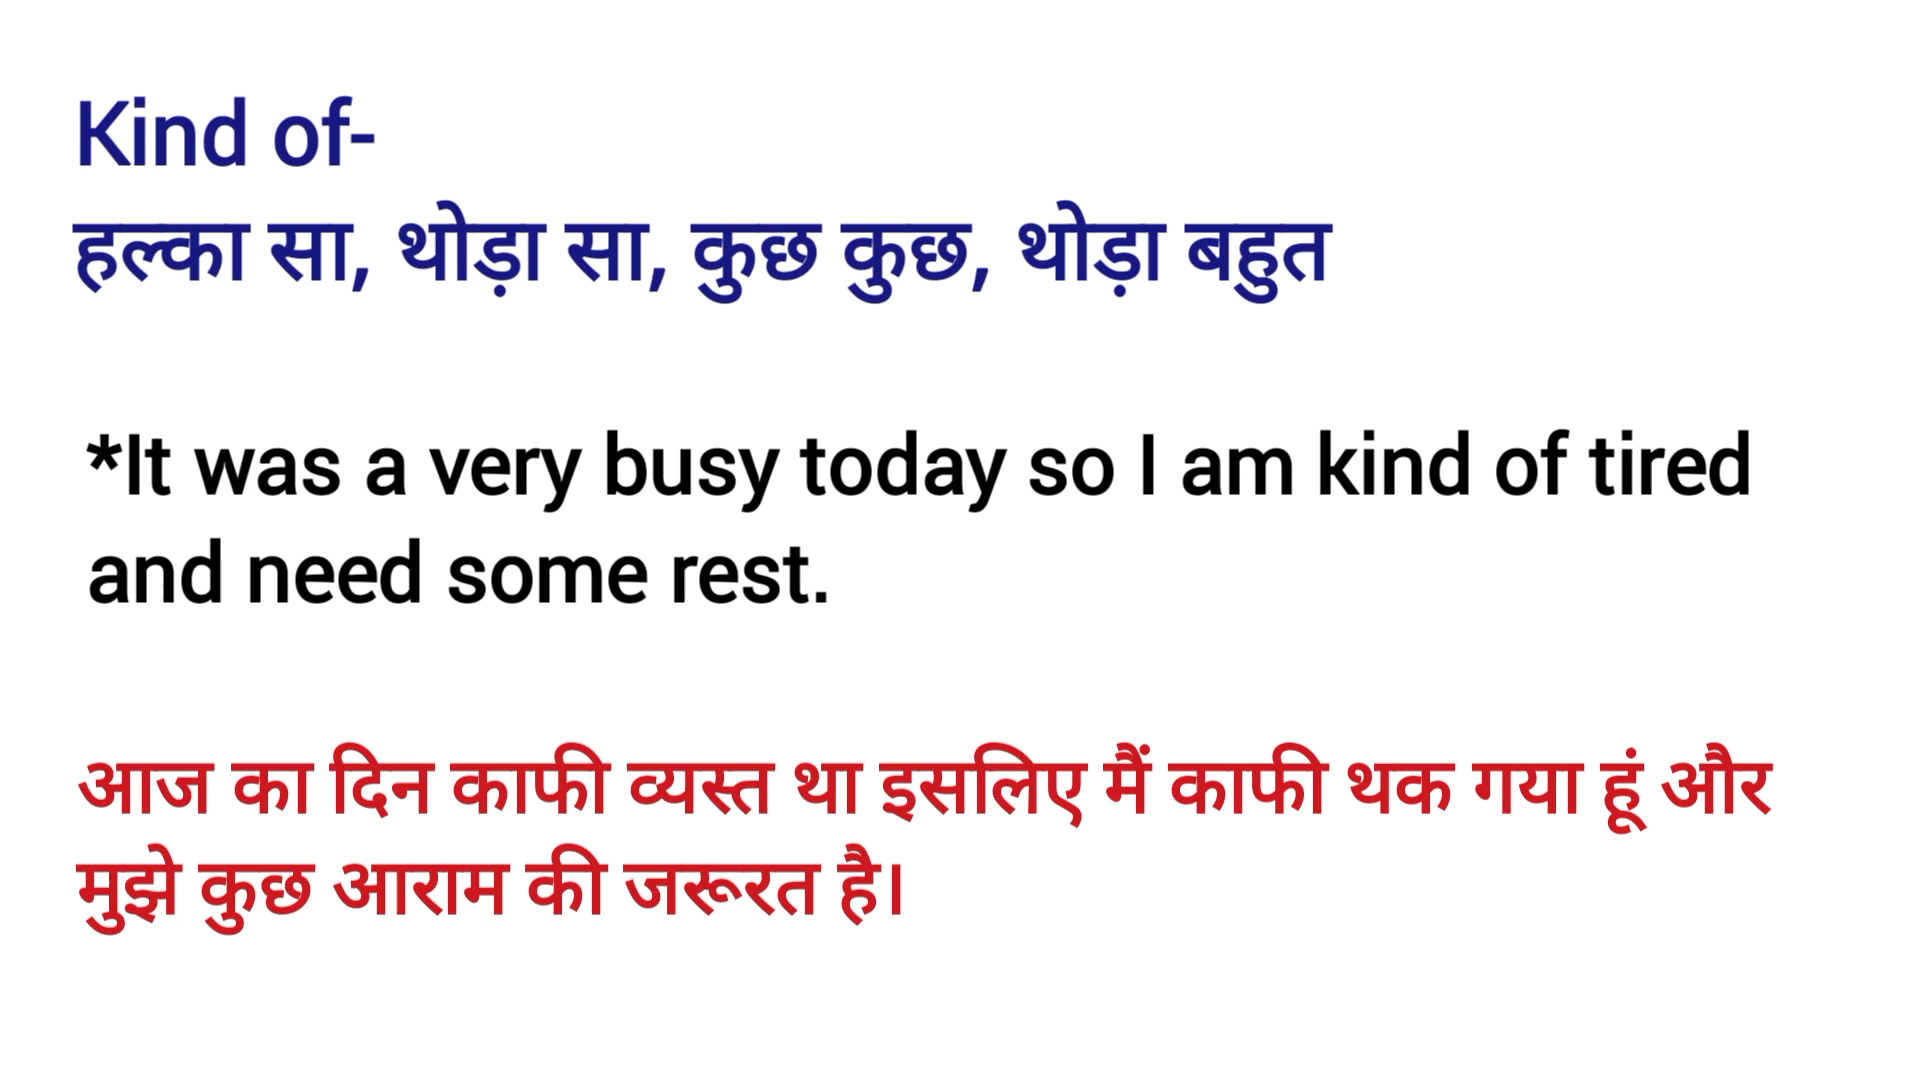 Kind of-
हल्का सा, थोड़ा सा, कुछ कुछ, थोड़ा बहुत
*It was a very busy today so I am kind of tired
and need some rest.
आज का दिन काफी व्यस्त था इसलिए मैं काफी थक गया हूं और
मुझे कुछ आराम की जरूरत है।